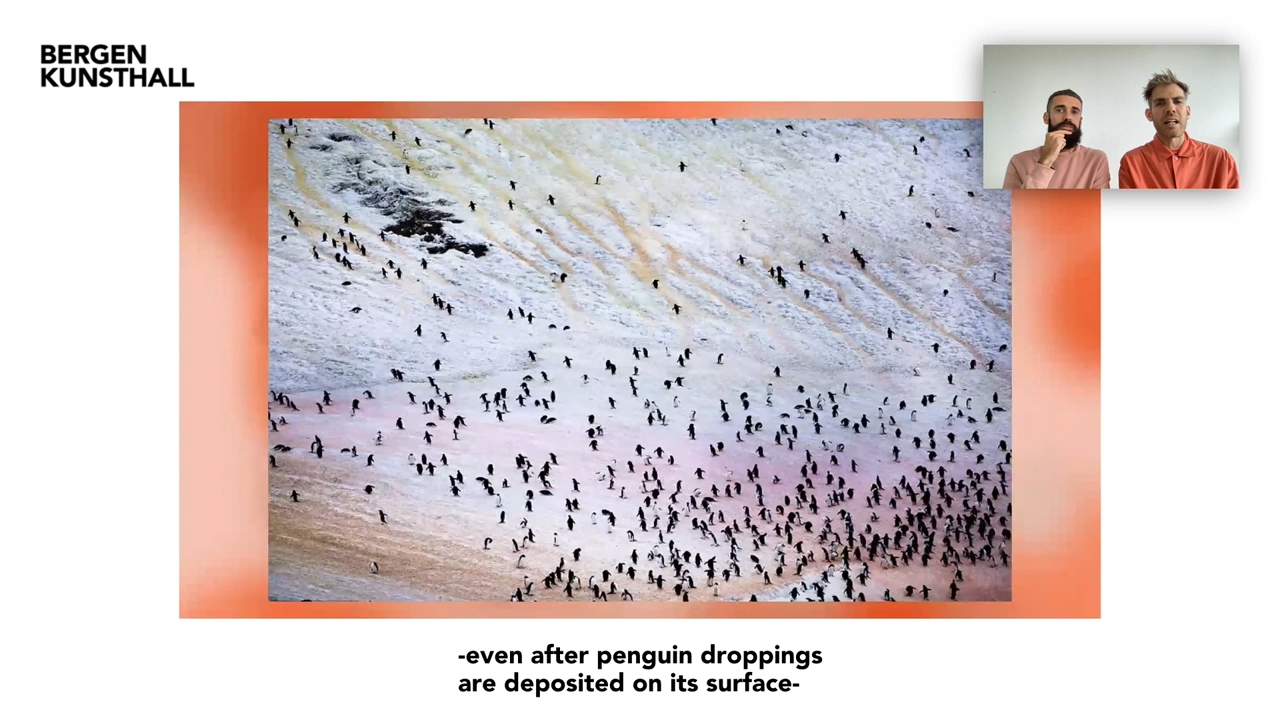 BERGEN
KUNSTHALL
-even after penguin droppings
are deposited on its surface-